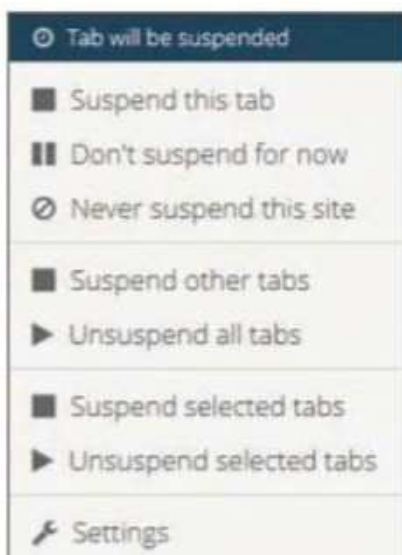 Tab will be suspended
Suspend this tab
Don't suspend for now
Never suspend this site
Suspend other tabs
Unsuspend all tabs
Suspend selected tabs
Unsuspend selected tabs
Settings